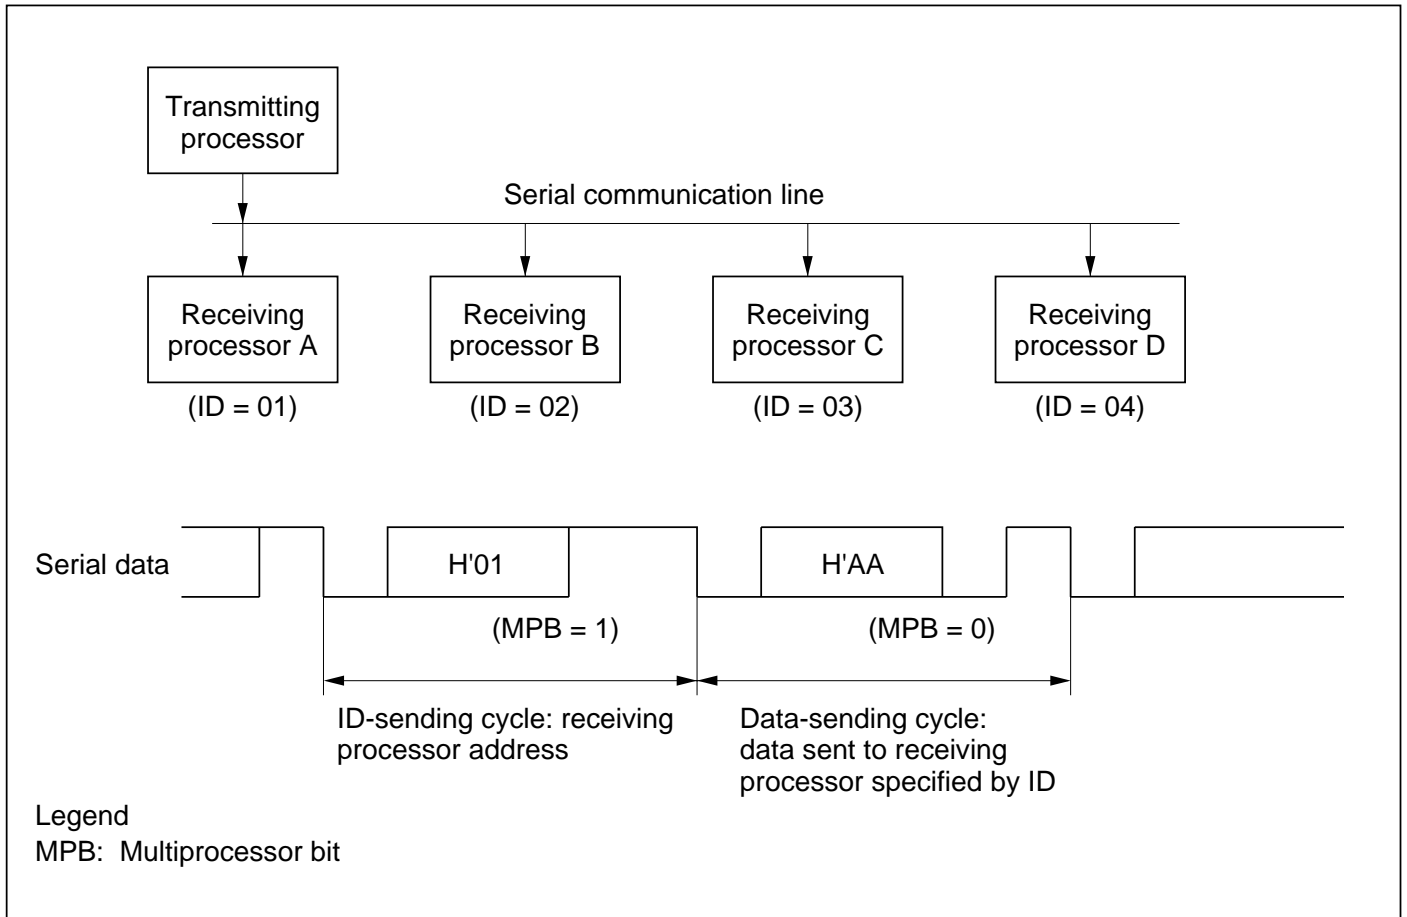 Transmitting
processor
Serial communication line
Receiving
processor A
Receiving
processor B
Receiving
processor C
Receiving
processor D
(ID = 01)
(ID = 02)
(ID = 03)
(ID = 04)
Serial data
H'01
H'AA
(MPB = 1)
(MPB = 0)
ID-sending cycle: receiving
processor address
Data-sending cycle:
data sent to receiving
processor specified by ID
Legend
MPB: Multiprocessor bit